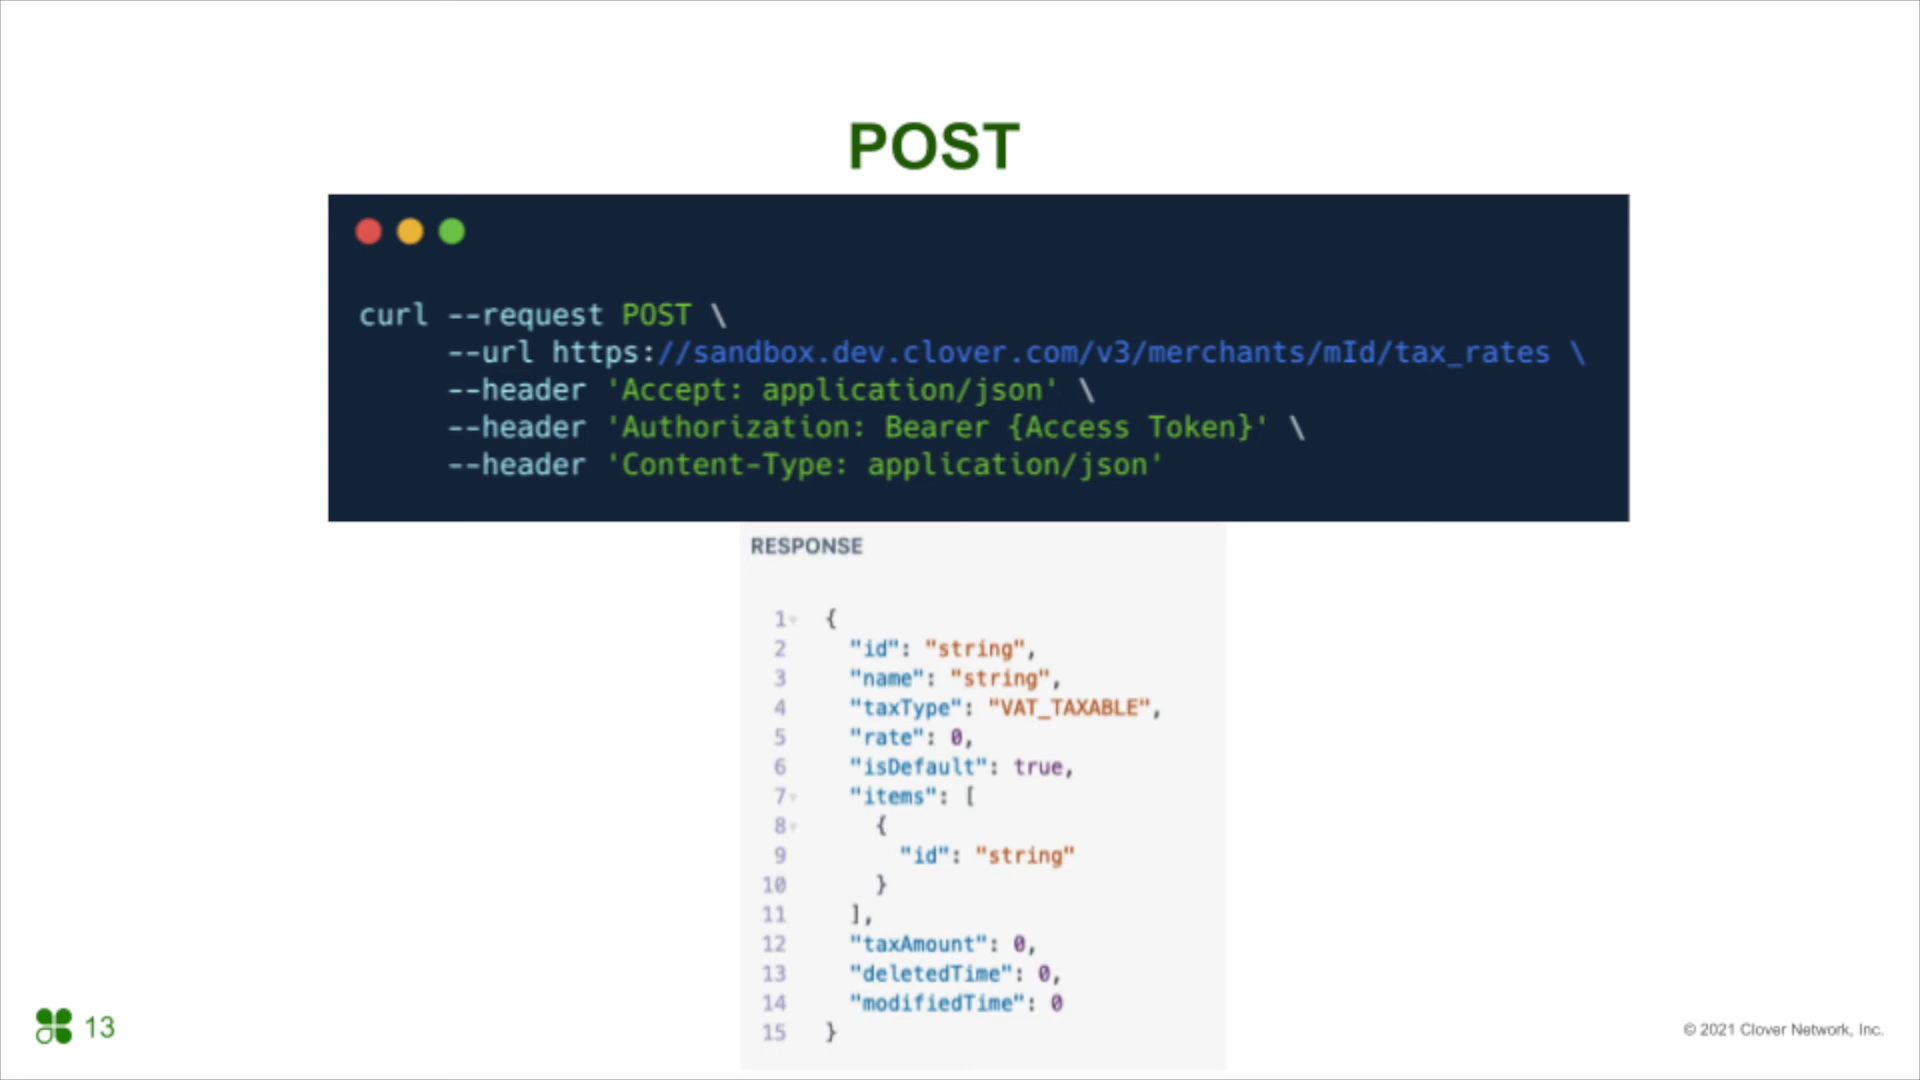 POST
curl --request POST \
--url https://sandbox.dev.clover.com/v3/merchants/mId/tax_rates \
--header 'Accept: application/json' \
--header 'Authorization: Bearer {Access Token}' \
--header 'Content-Type: application/json'
RESPONSE
1 {
2 "id": "string",
3 "name": "string",
4 "taxType": "VAT_TAXABLE",
5 "rate": 0,
6 "isDefault": true,
7 "items": [
8 {
9 "id": "string"
10 }
11 ],
12 "taxAmount": 0,
13 "deletedTime": 0,
14 "modifiedTime": 0
15 }
13
© 2021 Clover Network, Inc.